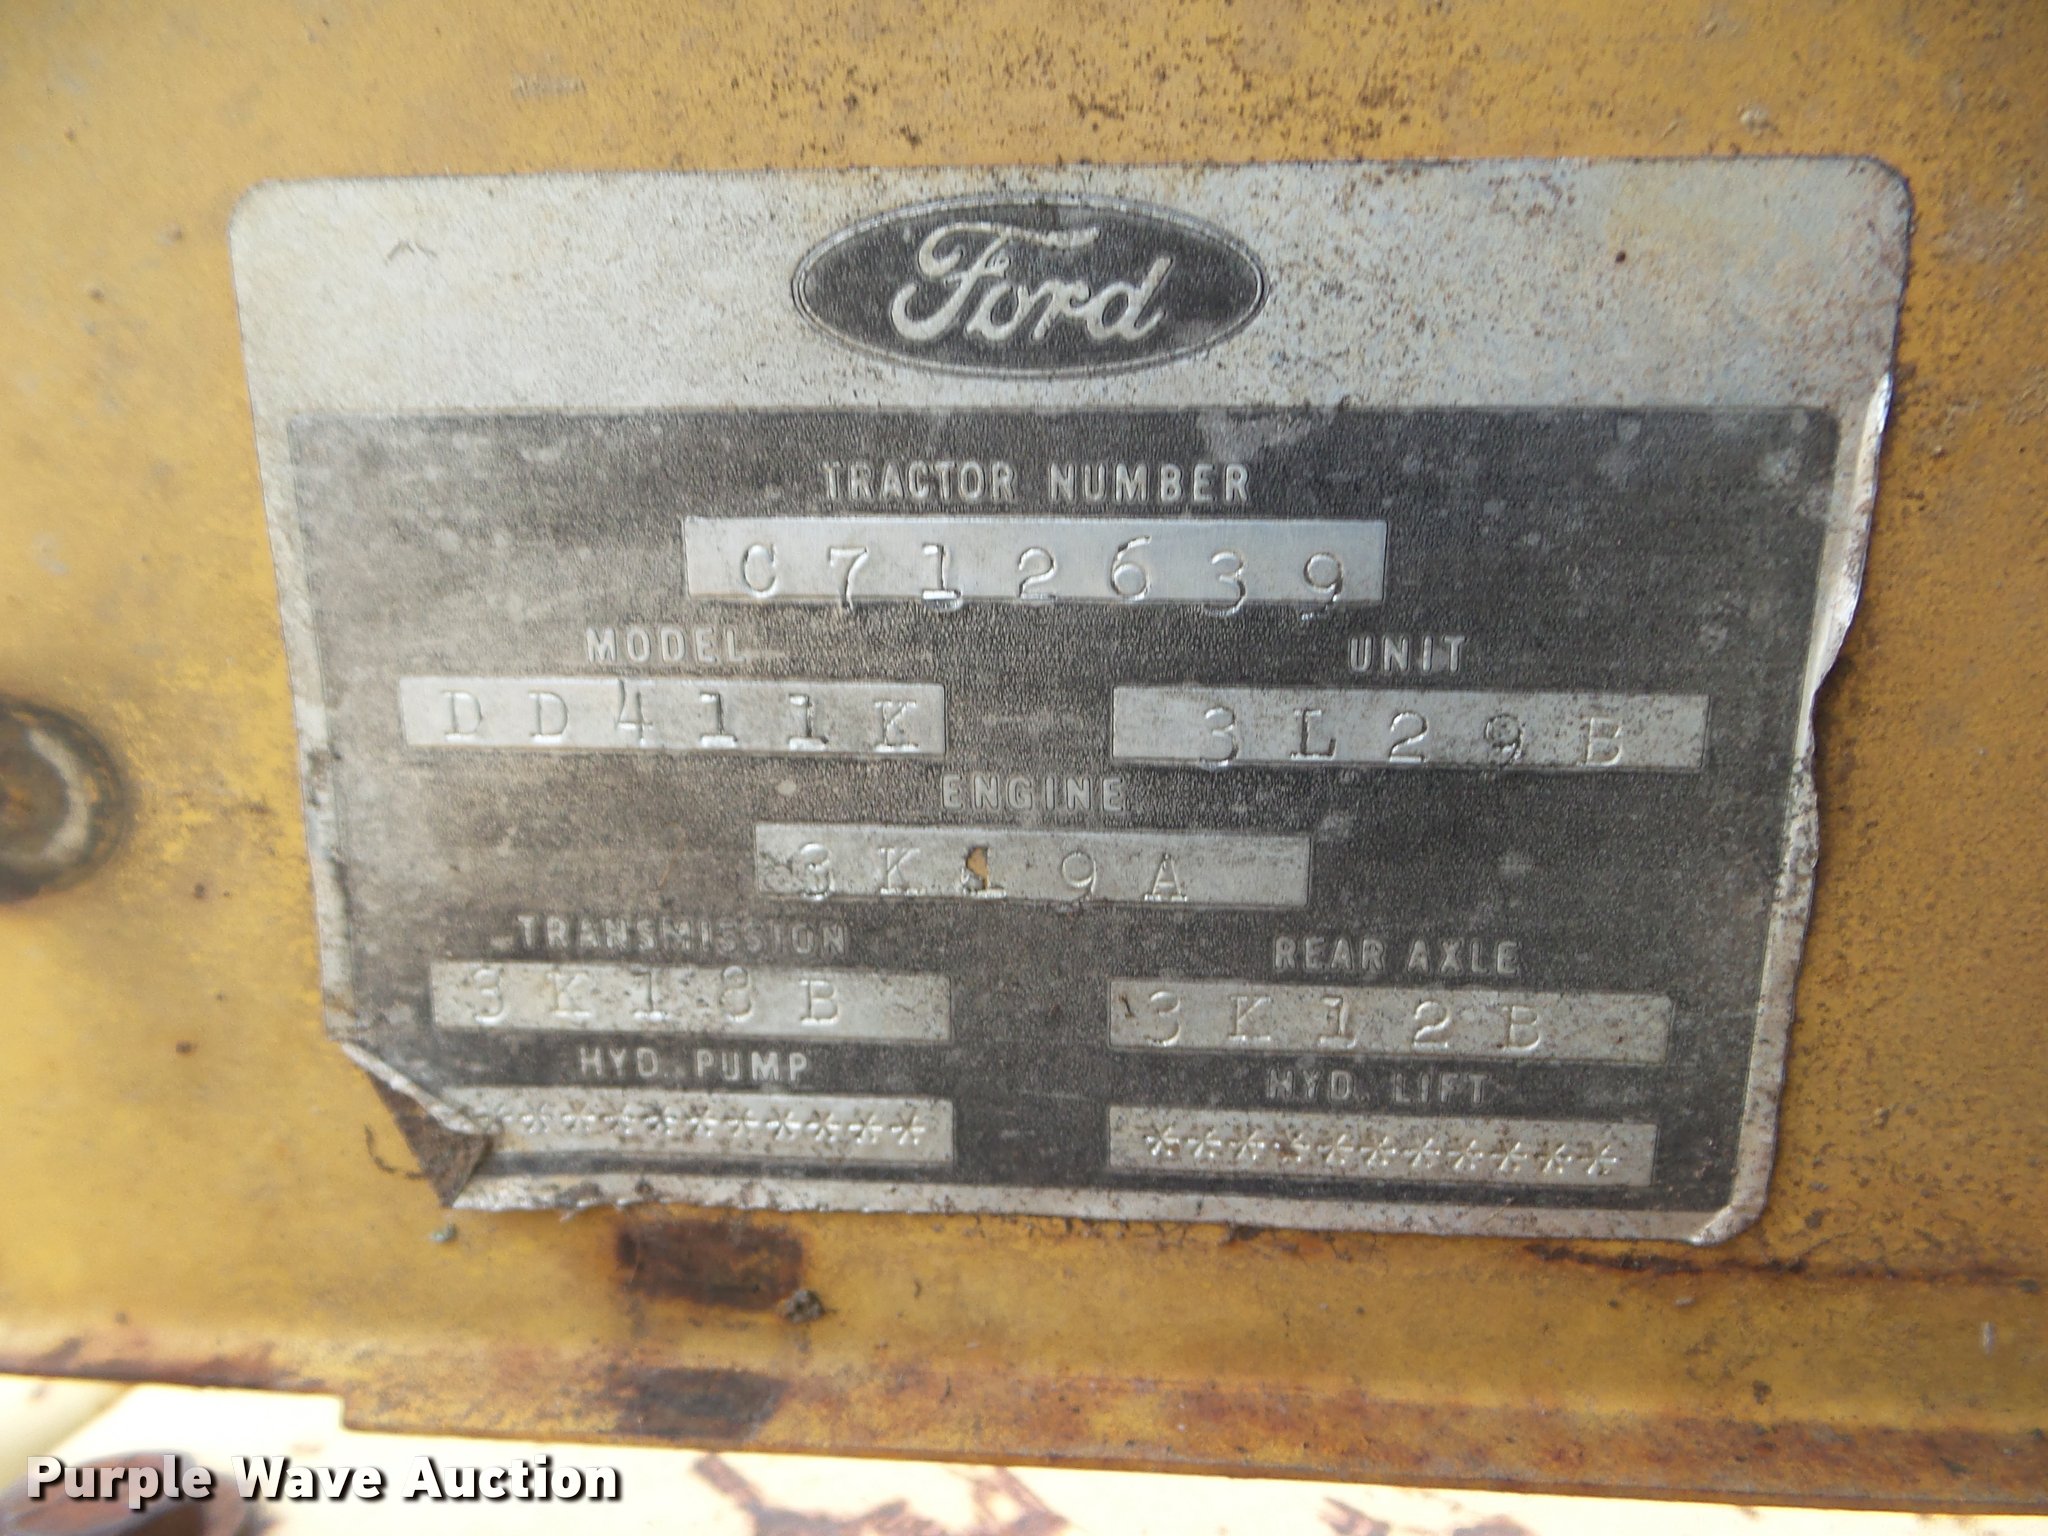 Ford
TRACTOR NUMBER
C712639
MODEL UNIT
DD411K 3L29B
ENGINE
3K19A
TRANSMISSION REAR AXLE
3K18B 3K12B
HYD. PUMP HYD. LIFT
*********** ***********
Purple Wave Auction